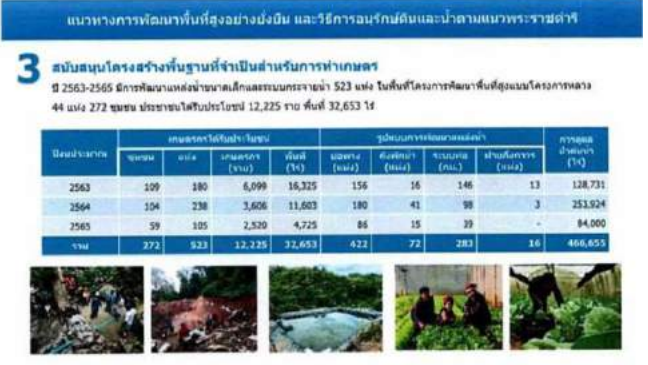 แนวทางการพัฒนาพื้นที่สูงอย่างยั่งยืน และวิธีการอนุรักษ์ดินและน้ำตามแนวพระราชดำริ
3 สนับสนุนโครงสร้างพื้นฐานที่จำเป็นสำหรับการทำเกษตร
ปี 2563-2565 มีการพัฒนาแหล่งน้ำขนาดเล็กและระบบกระจายน้ำ 523 แห่ง ในพื้นที่โครงการพัฒนาพื้นที่สูงแบบโครงการหลวง
44 แห่ง 272 ชุมชน ประชาชนได้รับประโยชน์ 12,225 ราย พื้นที่ 32,653 ไร่
ปีงบประมาณ เกษตรกรได้รับประโยชน์ รูปแบบการพัฒนาแหล่งน้ำ การดูแลป่าต้นน้ำ (ไร่)
ชุมชน แห่ง เกษตรกร (ราย) พื้นที่ (ไร่) บ่อพวง (แห่ง) ถังพักน้ำ (แห่ง) ระบบท่อ (กม.) ฝายกึ่งถาวร (แห่ง)
2563 109 180 6,099 16,325 156 16 146 13 128,731
2564 104 238 3,606 11,603 180 41 98 3 253,924
2565 59 105 2,520 4,725 86 15 39 - 84,000
รวม 272 523 12,225 32,653 422 72 283 16 466,655